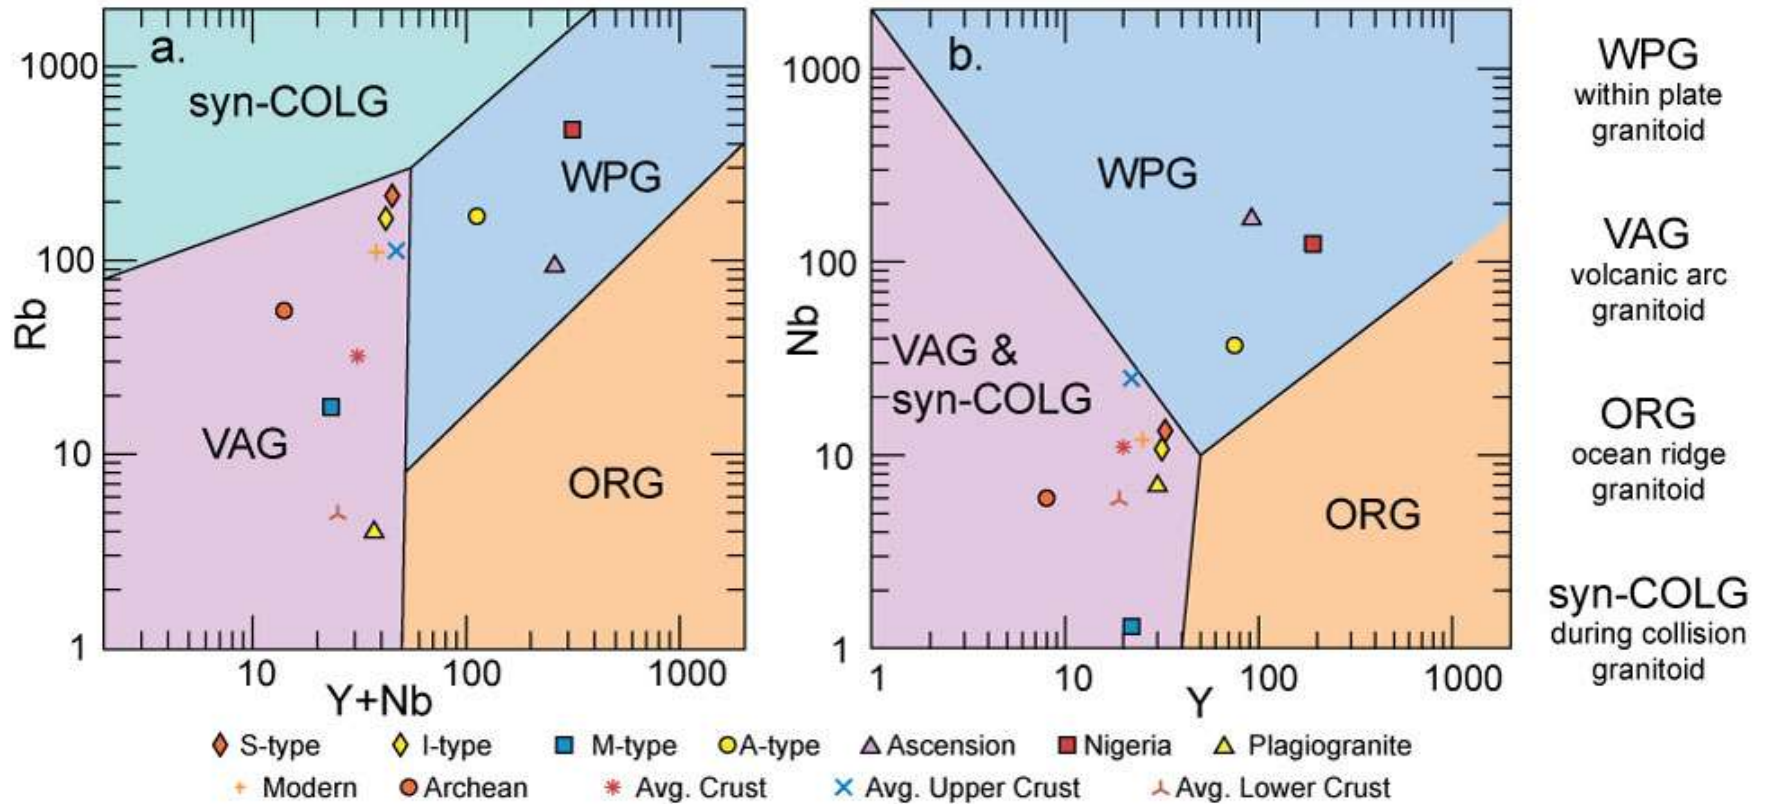 a.
syn-COLG
WPG
VAG
ORG
1000
100
10
1
Rb
10
100
1000
Y+Nb
b.
WPG
VAG &
syn-COLG
ORG
1000
100
10
1
Nb
1
10
100
1000
Y
WPG
within plate
granitoid
VAG
volcanic arc
granitoid
ORG
ocean ridge
granitoid
syn-COLG
during collision
granitoid
S-type I-type M-type A-type Ascension Nigeria Plagiogranite
Modern Archean Avg. Crust Avg. Upper Crust Avg. Lower Crust